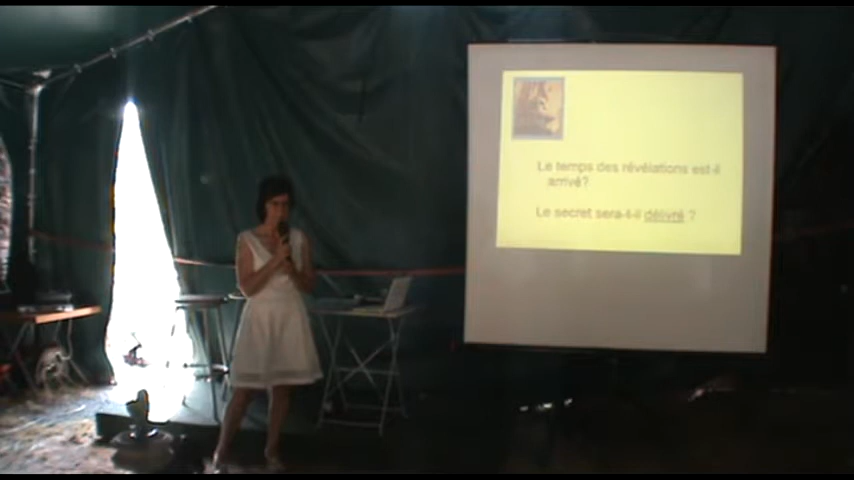 Le temps des révélations est-il
arrivé?
Le secret sera-t-il délivré ?